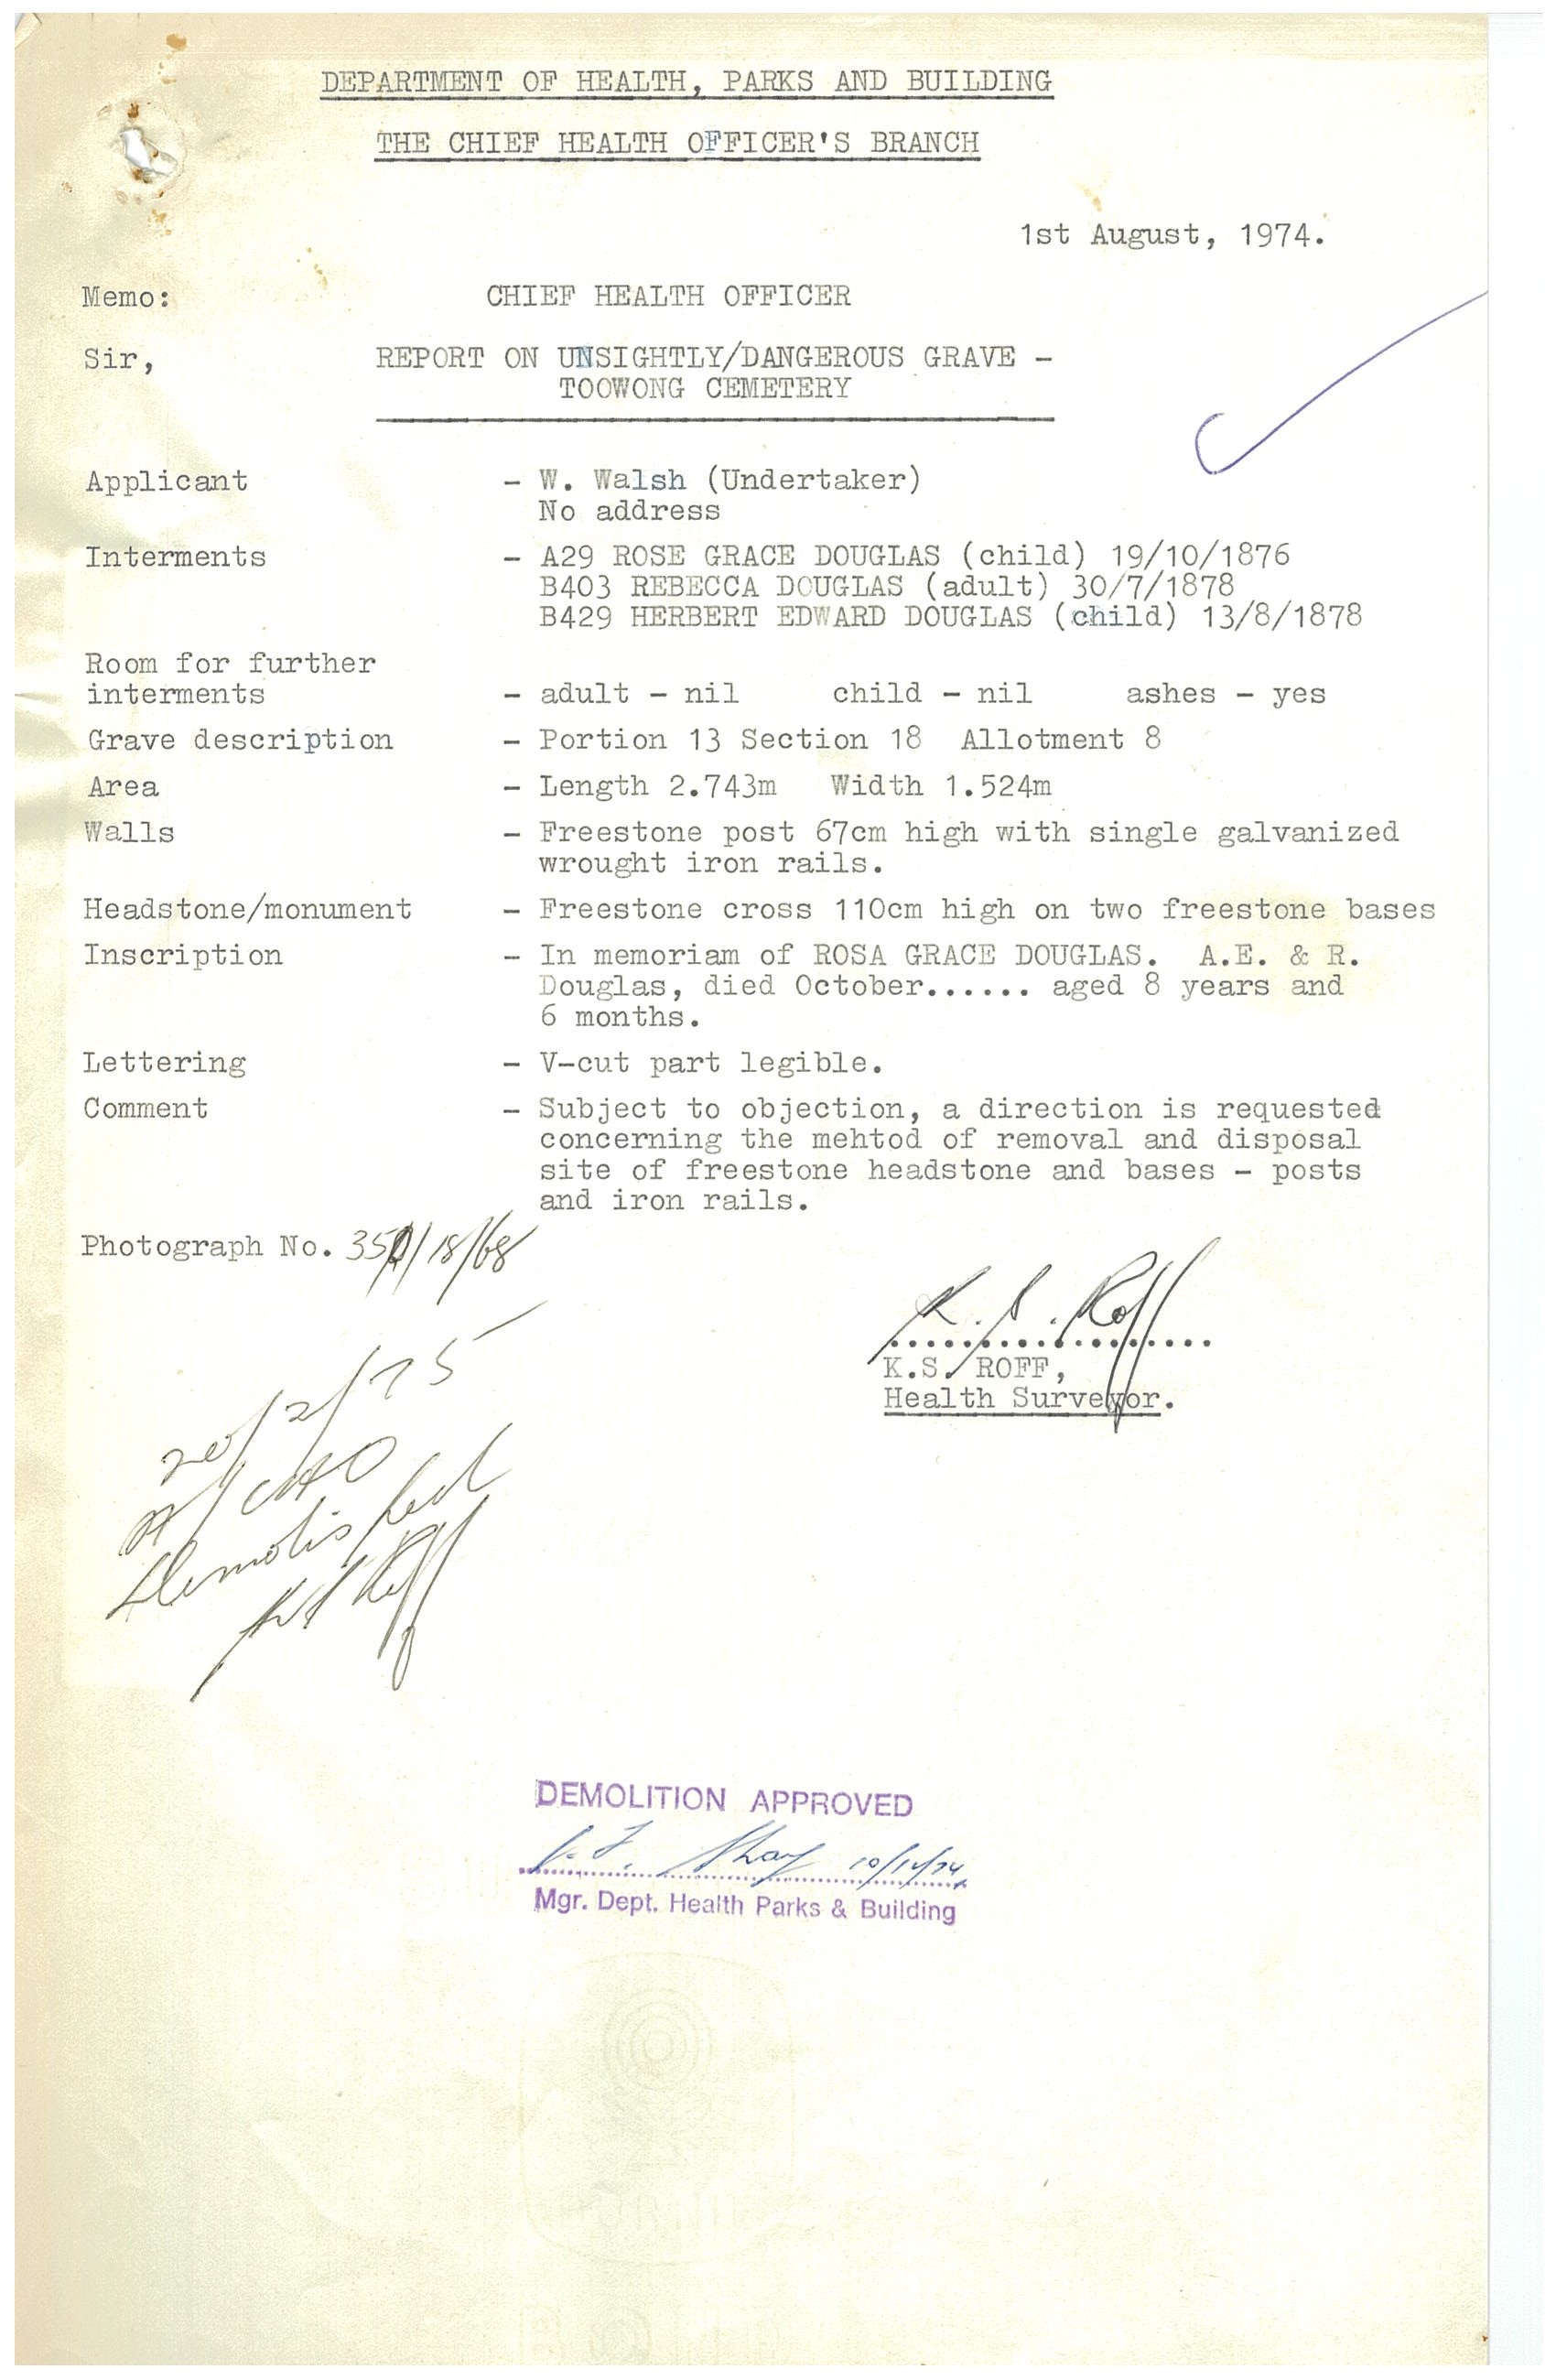 DEPARTMENT OF HEALTH, PARKS AND BUILDING
THE CHIEF HEALTH OFFICER'S BRANCH
1st August, 1974.
Memo: CHIEF HEALTH OFFICER
Sir, REPORT ON UNSIGHTLY/DANGEROUS GRAVE -
TOOWONG CEMETERY
Applicant - W. Walsh (Undertaker)
No address
Interments - A29 ROSE GRACE DOUGLAS (child) 19/10/1876
B403 REBECCA DOUGLAS (adult) 30/7/1878
B429 HERBERT EDWARD DOUGLAS (child) 13/8/1878
Room for further
interments - adult - nil child - nil ashes - yes
Grave description - Portion 13 Section 18 Allotment 8
Area - Length 2.743m Width 1.524m
Walls - Freestone post 67cm high with single galvanized
wrought iron rails.
Headstone/monument - Freestone cross 110cm high on two freestone bases
Inscription - In memoriam of ROSA GRACE DOUGLAS. A.E. & R.
Douglas, died October...... aged 8 years and
6 months.
Lettering - V-cut part legible.
Comment - Subject to objection, a direction is requested
concerning the mehtod of removal and disposal
site of freestone headstone and bases - posts
and iron rails.
Photograph No. /18/68
K. S. Roff
K.S. ROFF,
Health Surveyor.
20/2/75
CHO
Demolished
KS Roff
DEMOLITION APPROVED
10/12/74
Mgr. Dept. Health Parks & Building